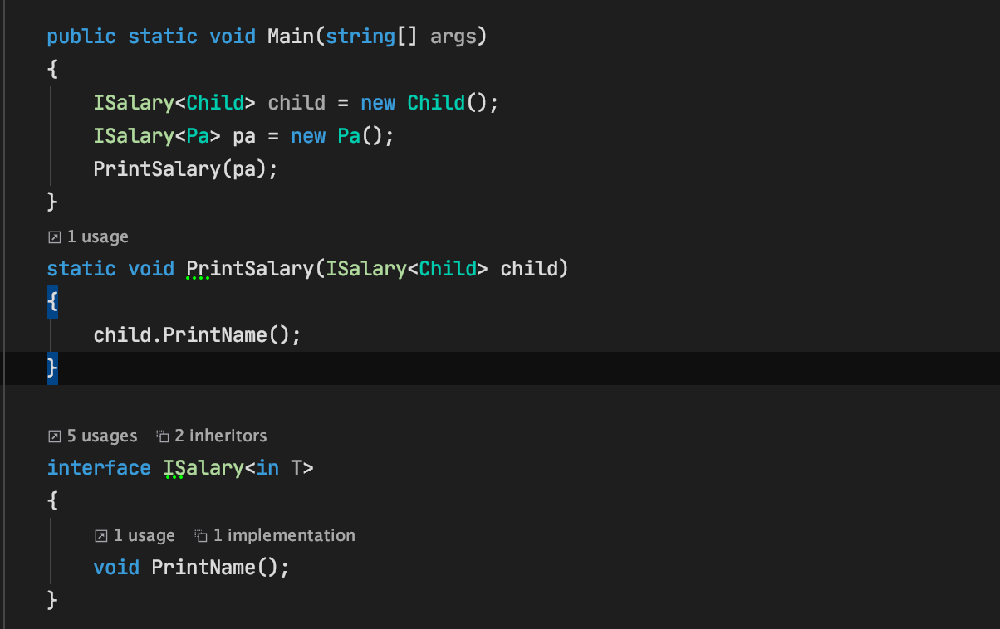 public static void Main(string[] args)
{
ISalary<Child> child = new Child();
ISalary<Pa> pa = new Pa();
PrintSalary(pa);
}
1 usage
static void PrintSalary(ISalary<Child> child)
{
child.PrintName();
}
5 usages 2 inheritors
interface ISalary<in T>
{
1 usage 1 implementation
void PrintName();
}